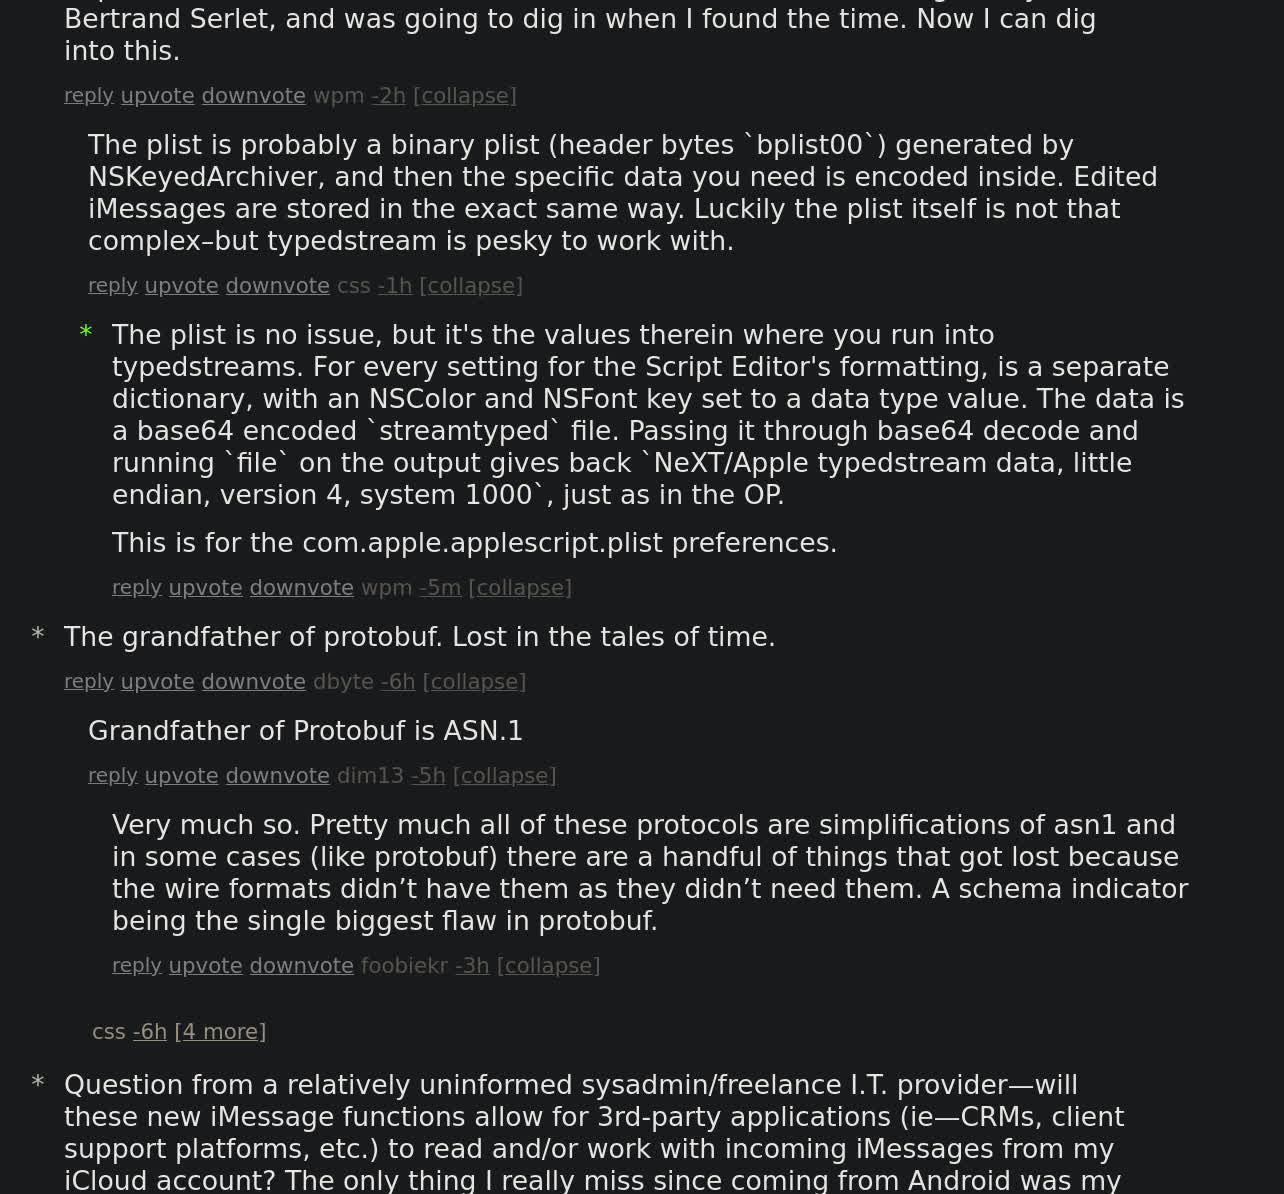 Bertrand Serlet, and was going to dig in when I found the time. Now I can dig
into this.
reply upvote downvote wpm -2h [collapse]
The plist is probably a binary plist (header bytes `bplist00`) generated by
NSKeyedArchiver, and then the specific data you need is encoded inside. Edited
iMessages are stored in the exact same way. Luckily the plist itself is not that
complex–but typedstream is pesky to work with.
reply upvote downvote css -1h [collapse]
* The plist is no issue, but it's the values therein where you run into
typedstreams. For every setting for the Script Editor's formatting, is a separate
dictionary, with an NSColor and NSFont key set to a data type value. The data is
a base64 encoded `streamtyped` file. Passing it through base64 decode and
running `file` on the output gives back `NeXT/Apple typedstream data, little
endian, version 4, system 1000`, just as in the OP.
This is for the com.apple.applescript.plist preferences.
reply upvote downvote wpm -5m [collapse]
* The grandfather of protobuf. Lost in the tales of time.
reply upvote downvote dbyte -6h [collapse]
Grandfather of Protobuf is ASN.1
reply upvote downvote dim13 -5h [collapse]
Very much so. Pretty much all of these protocols are simplifications of asn1 and
in some cases (like protobuf) there are a handful of things that got lost because
the wire formats didn’t have them as they didn’t need them. A schema indicator
being the single biggest flaw in protobuf.
reply upvote downvote foobiekr -3h [collapse]
css -6h [4 more]
* Question from a relatively uninformed sysadmin/freelance I.T. provider—will
these new iMessage functions allow for 3rd-party applications (ie—CRMs, client
support platforms, etc.) to read and/or work with incoming iMessages from my
iCloud account? The only thing I really miss since coming from Android was my